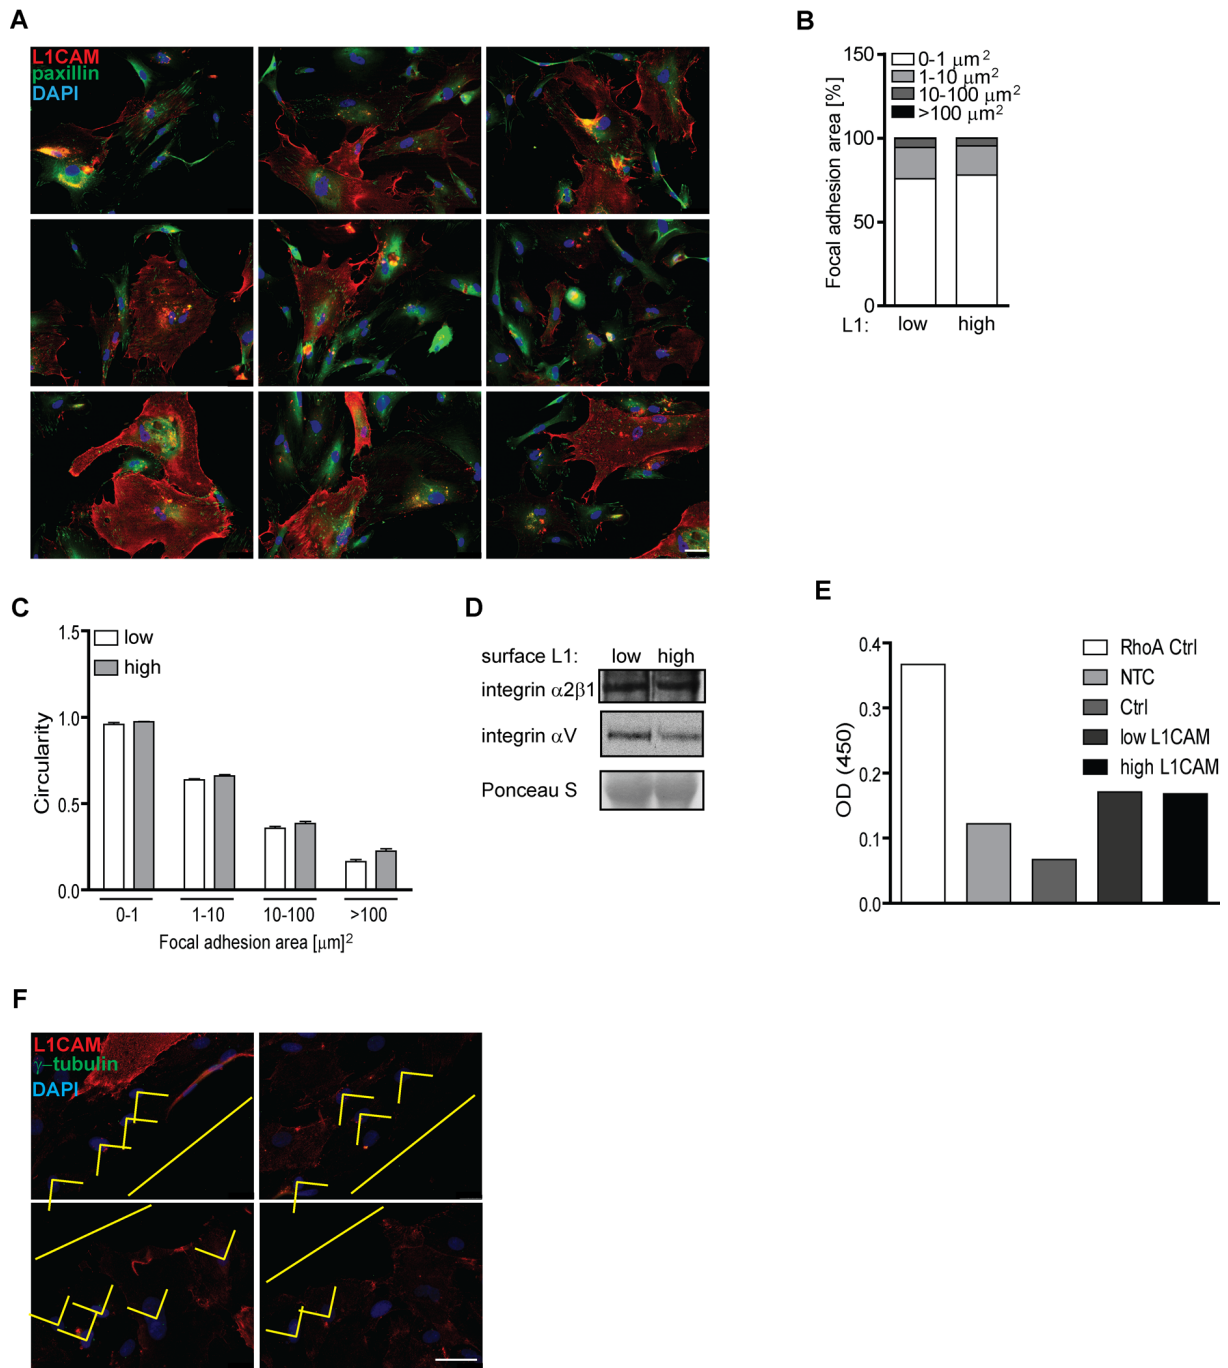 A
L1CAM
paxillin
DAPI
B
150
100
50
0
Focal adhesion area [%]
0-1 μm²
1-10 μm²
10-100 μm²
>100 μm²
L1: low high
C
1.5
1.0
0.5
0.0
Circularity
low
high
0-1 1-10 10-100 >100
Focal adhesion area [μm]²
D
surface L1: low high
integrin α2β1
integrin αV
Ponceau S
E
0.4
0.3
0.2
0.1
0.0
OD (450)
RhoA Ctrl
NTC
Ctrl
low L1CAM
high L1CAM
F
L1CAM
γ-tubulin
DAPI